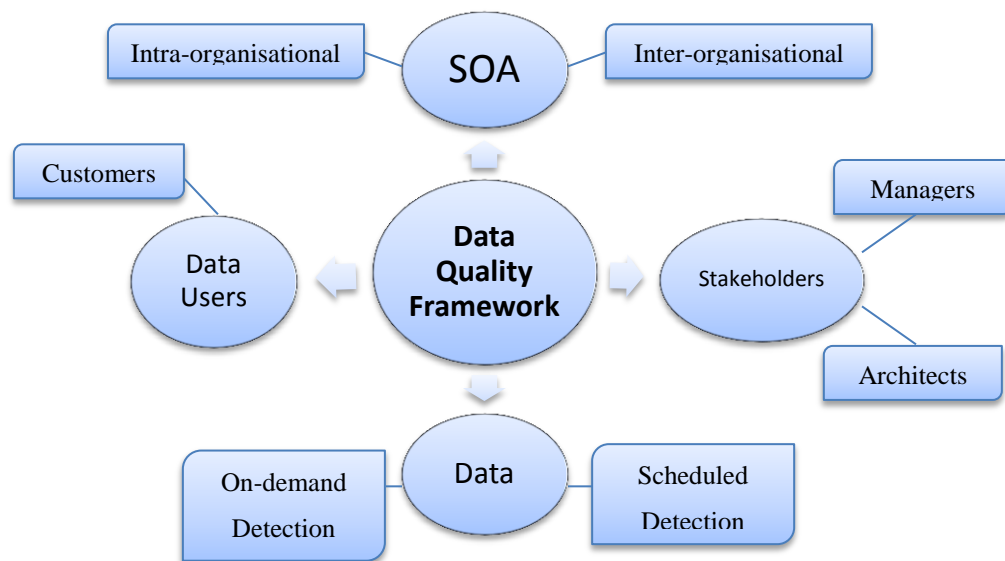 Intra-organisational
SOA
Inter-organisational
Customers
Managers
Data
Users
Data
Quality
Framework
Stakeholders
Architects
On-demand
Detection
Data
Scheduled
Detection